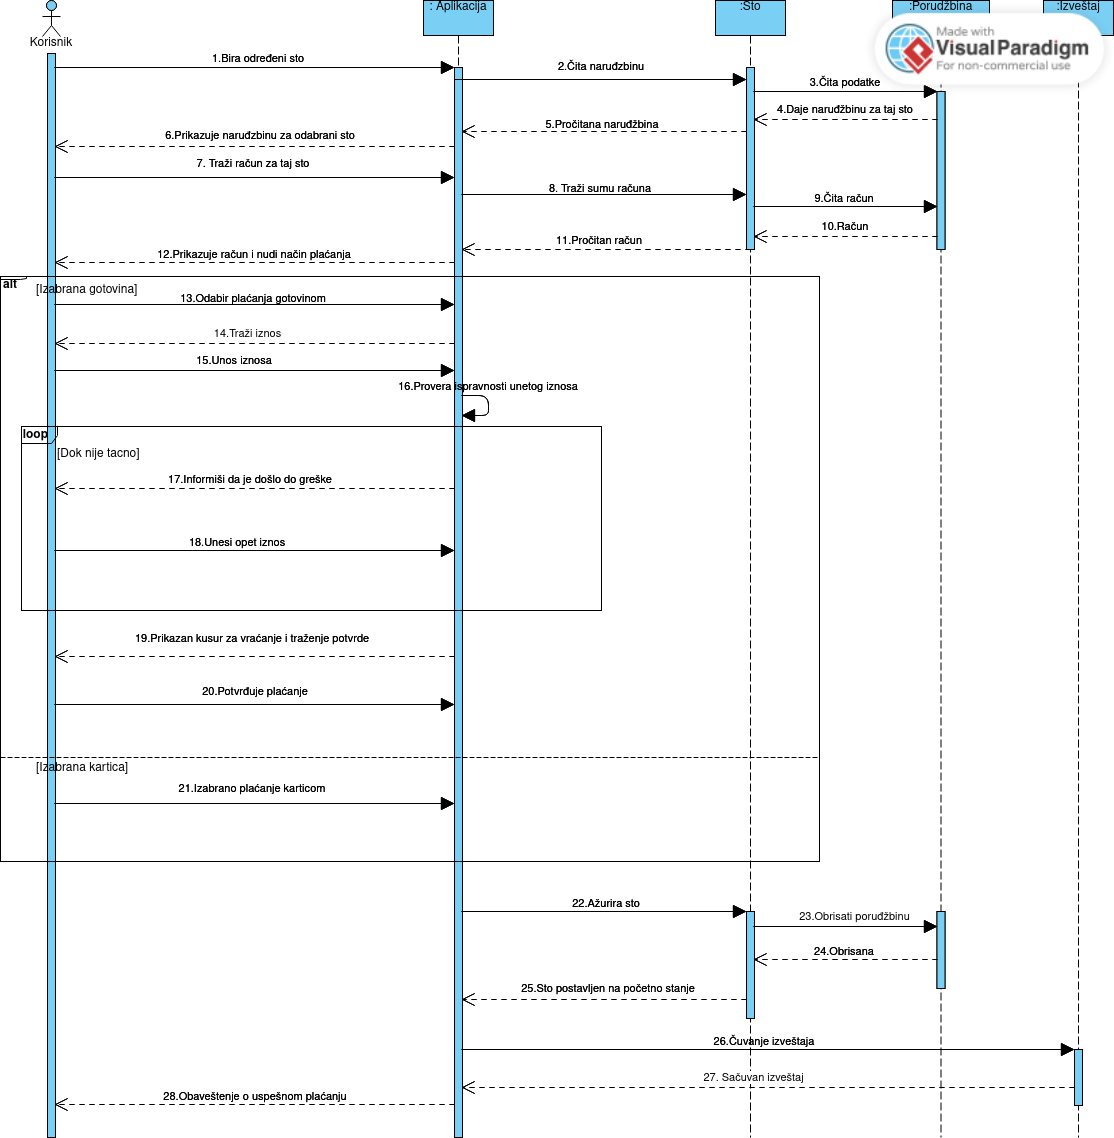 : Aplikacija
:Sto
:Porudžbina
:Izveštaj
Made with
VisualParadigm
For non-commercial use
Korisnik
1.Bira određeni sto
2.Čita naruđzbinu
3.Čita podatke
4.Daje naruđžbinu za taj sto
5.Pročitana naruđžbina
6.Prikazuje naruđzbinu za odabrani sto
7. Traži račun za taj sto
8. Traži sumu računa
9.Čita račun
10.Račun
11.Pročitan račun
12.Prikazuje račun i nudi način plaćanja
alt
[Izabrana gotovina]
13.Odabir plaćanja gotovinom
14.Traži iznos
15.Unos iznosa
16.Provera ispravnosti unetog iznosa
loop
[Dok nije tacno]
17.Informiši da je došlo do greške
18.Unesi opet iznos
19.Prikazan kusur za vraćanje i traženje potvrde
20.Potvrđuje plaćanje
[Izabrana kartica]
21.Izabrano plaćanje karticom
22.Ažurira sto
23.Obrisati porudžbinu
24.Obrisana
25.Sto postavljen na početno stanje
26.Čuvanje izveštaja
27. Sačuvan izveštaj
28.Obaveštenje o uspešnom plaćanju